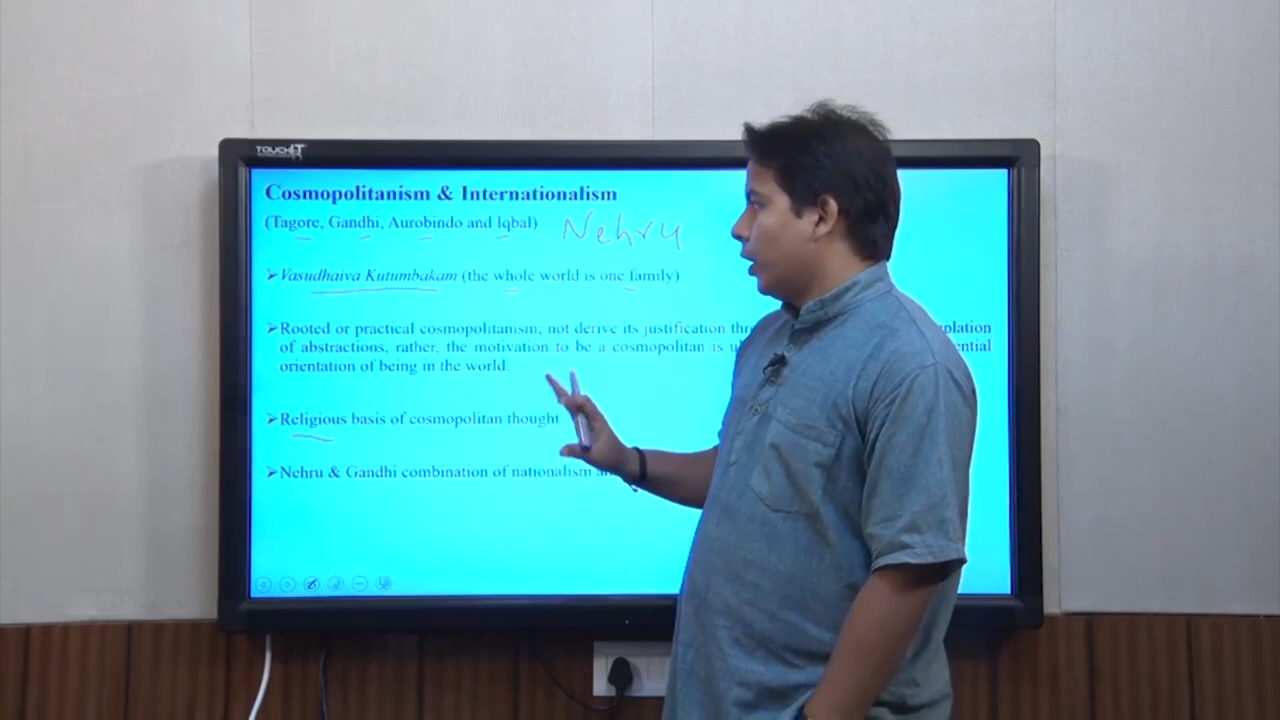 TOUCHIT
Cosmopolitanism & Internationalism
(Tagore, Gandhi, Aurobindo and Iqbal) Nehru
➢Vasudhaiva Kutumbakam (the whole world is one family)
➢Rooted or practical cosmopolitanism; not derive its justification
of abstractions, rather, the motivation to be a cosmopolitan is
orientation of being in the world.
➢Religious basis of cosmopolitan thought
➢Nehru & Gandhi combination of nationalism